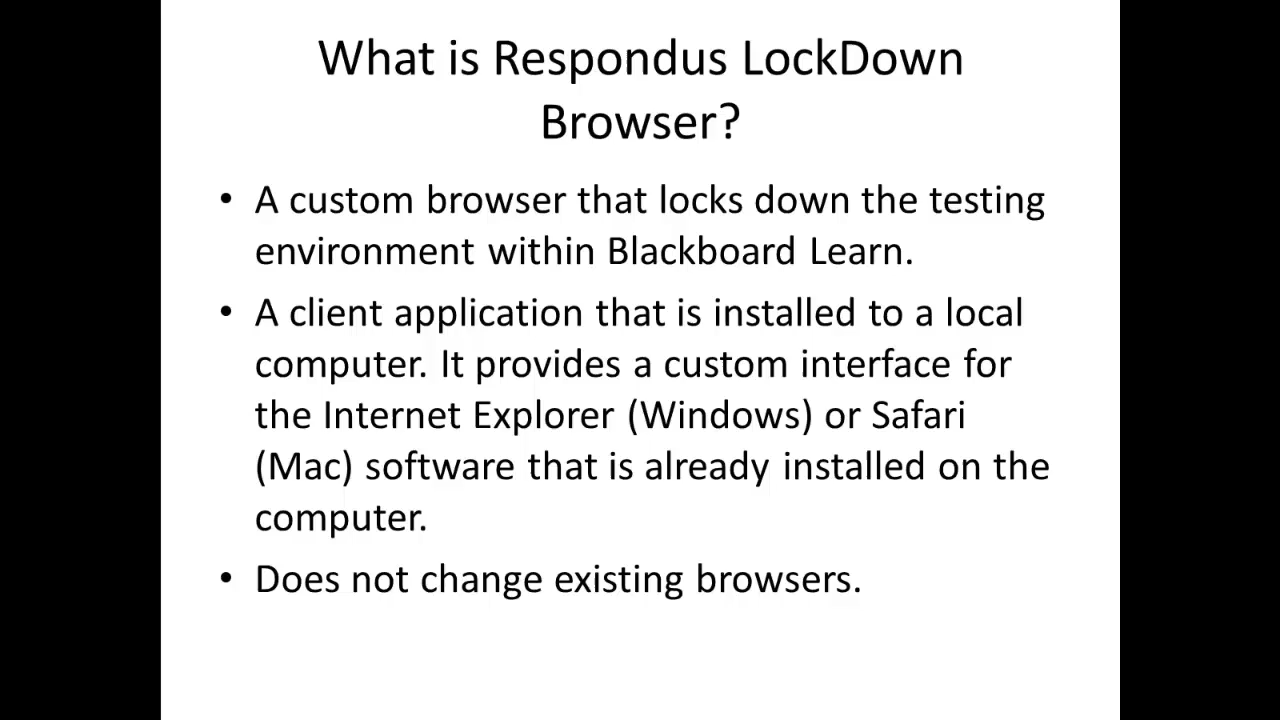 What is Respondus LockDown
Browser?
• A custom browser that locks down the testing
environment within Blackboard Learn.
• A client application that is installed to a local
computer. It provides a custom interface for
the Internet Explorer (Windows) or Safari
(Mac) software that is already installed on the
computer.
• Does not change existing browsers.